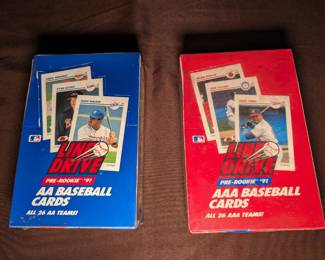 LINE
DRIVE
PRE-ROOKIE '91
AA BASEBALL
CARDS
ALL 26 AA TEAMS!
LINE
DRIVE
PRE-ROOKIE '91
AAA BASEBALL
CARDS
ALL 26 AAA TEAMS!